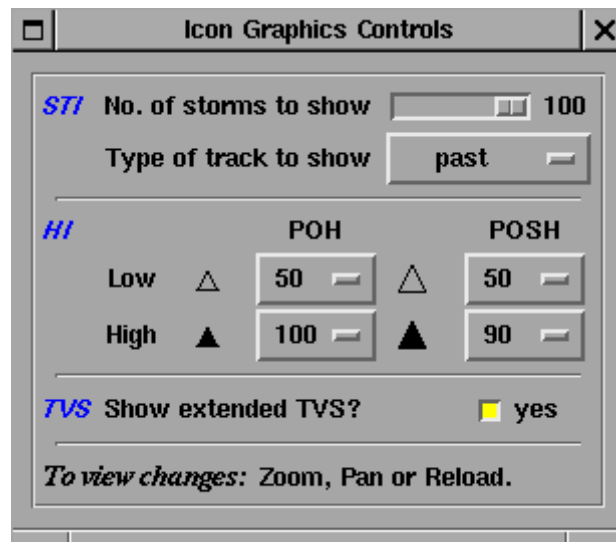 Icon Graphics Controls
STI No. of storms to show 100
Type of track to show past
HI POH POSH
Low 50 50
High 100 90
TVS Show extended TVS? yes
To view changes: Zoom, Pan or Reload.